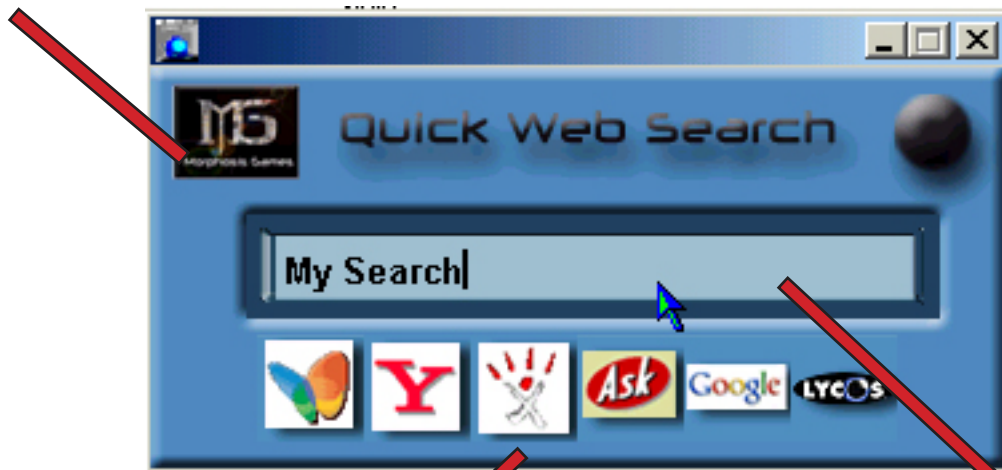 MG
Morphosis Games
Quick Web Search
My Search
Y
Ask
Google
LYCOS